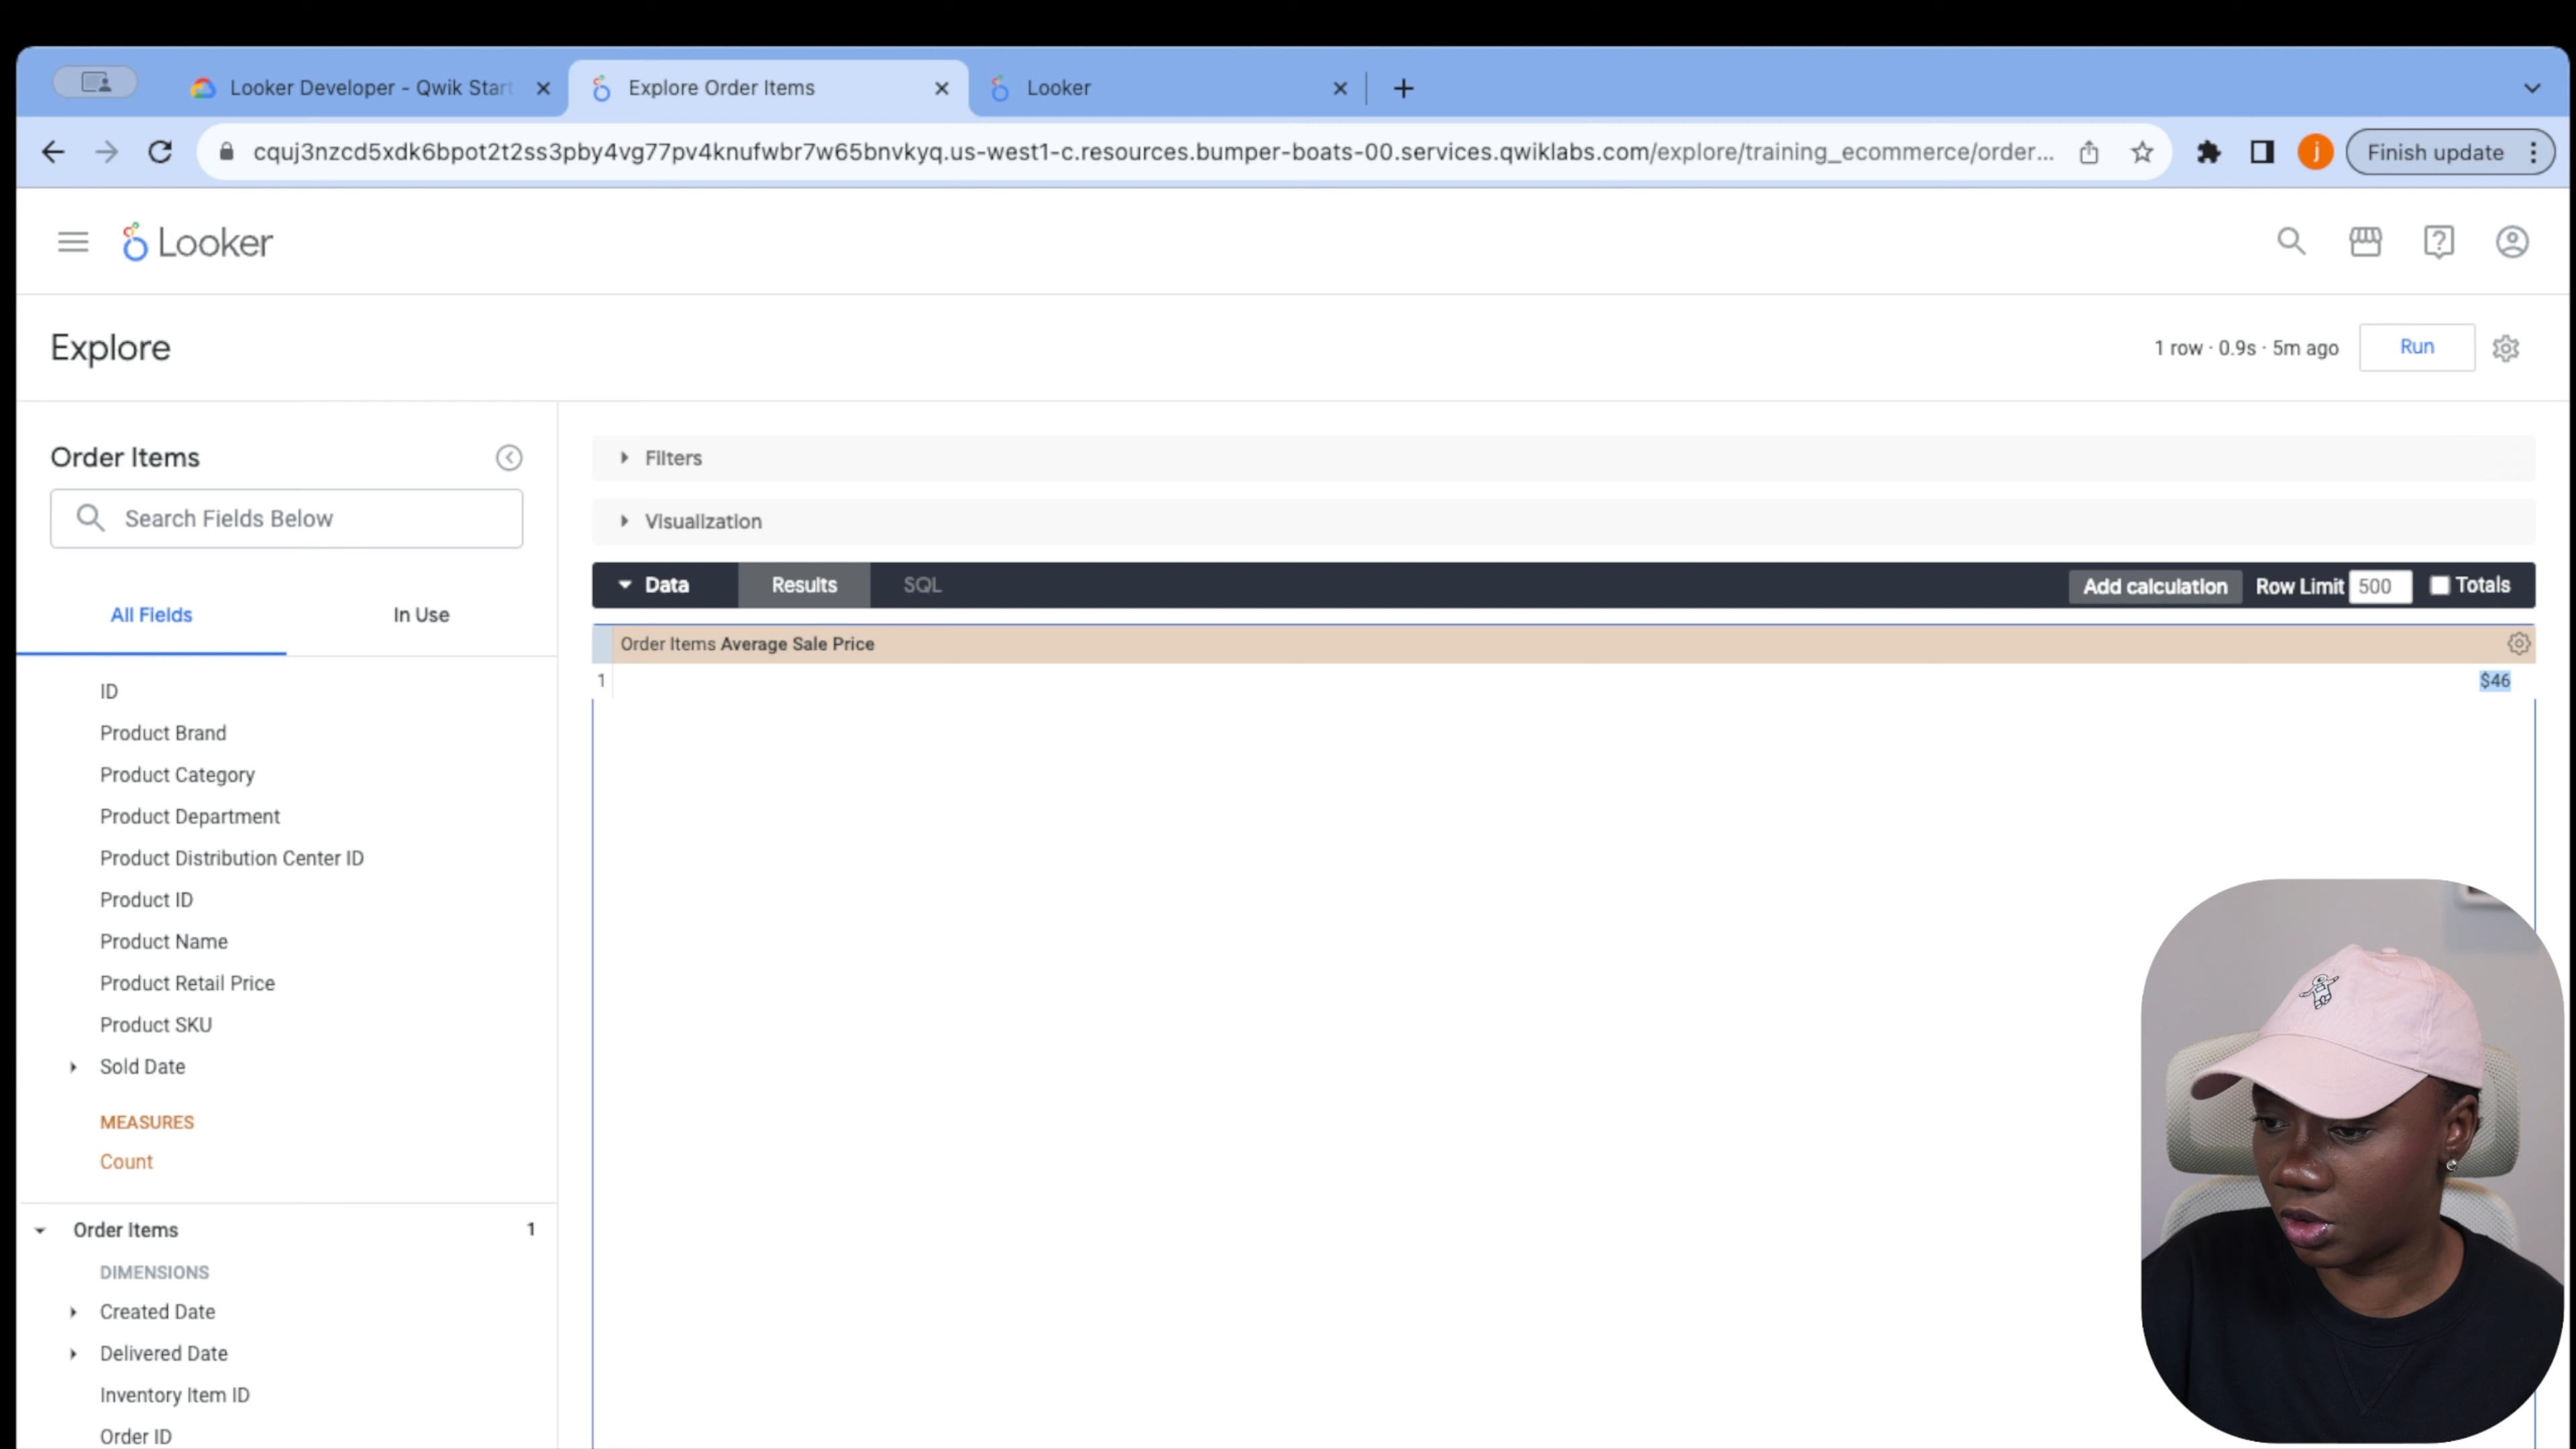 Looker Developer - Qwik Start
Explore Order Items
Looker
cquj3nzcd5xdk6bpot2t2ss3pby4vg77pv4knufwbr7w65bnvkyq.us-west1-c.resources.bumper-boats-00.services.qwiklabs.com/explore/training_ecommerce/order...
j
Finish update
Looker
Explore
1 row · 0.9s · 5m ago
Run
Order Items
Search Fields Below
All Fields
In Use
ID
Product Brand
Product Category
Product Department
Product Distribution Center ID
Product ID
Product Name
Product Retail Price
Product SKU
Sold Date
MEASURES
Count
Order Items 1
DIMENSIONS
Created Date
Delivered Date
Inventory Item ID
Order ID
Filters
Visualization
Data Results SQL
Add calculation Row Limit 500 Totals
Order Items Average Sale Price
1 $46